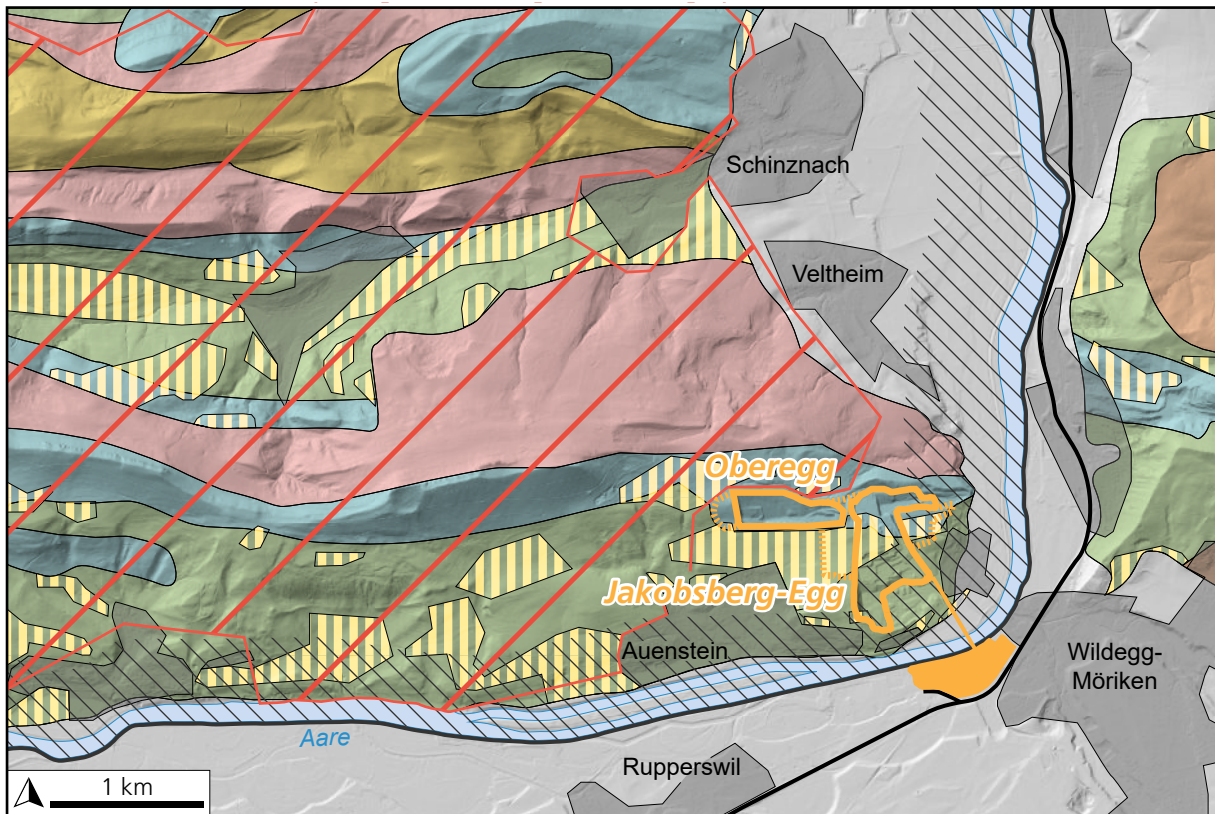 Schinznach
Veltheim
Oberegg
Jakobsberg-Egg
Auenstein
Wildegg-
Möriken
Aare
Rupperswil
1 km